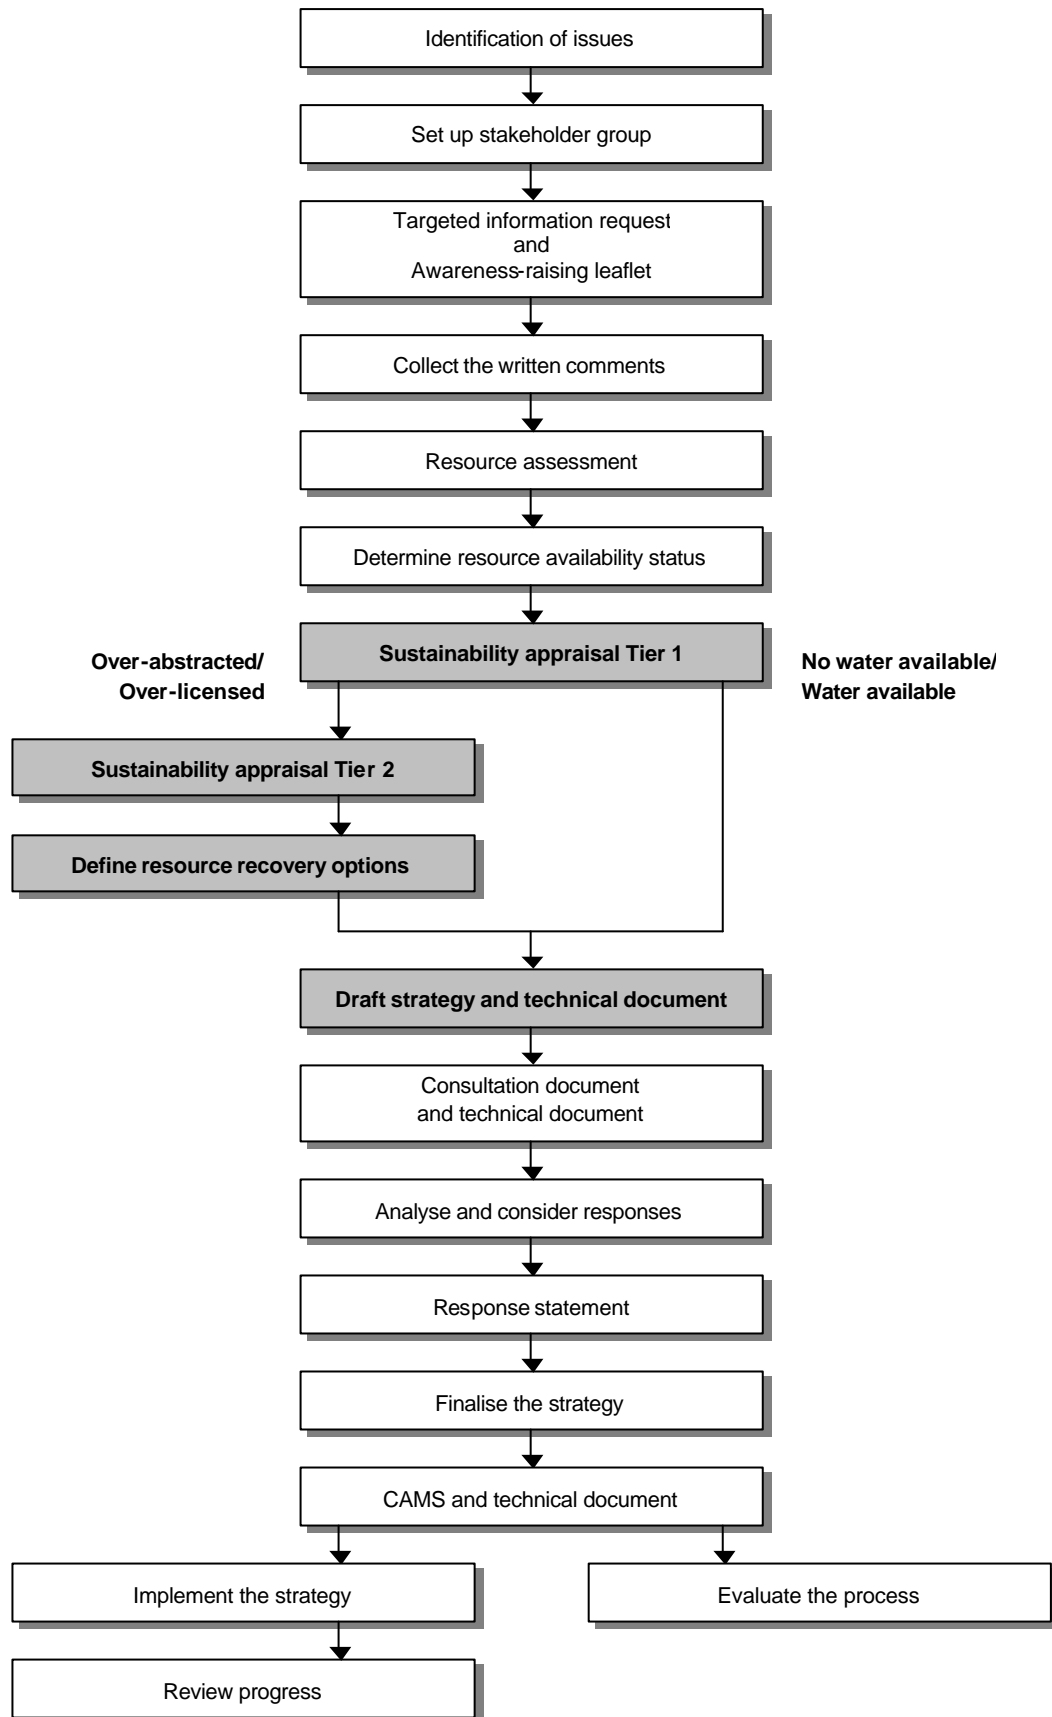 Identification of issues
Set up stakeholder group
Targeted information request
and
Awareness-raising leaflet
Collect the written comments
Resource assessment
Determine resource availability status
Sustainability appraisal Tier 1
Over-abstracted/
Over-licensed
No water available/
Water available
Sustainability appraisal Tier 2
Define resource recovery options
Draft strategy and technical document
Consultation document
and technical document
Analyse and consider responses
Response statement
Finalise the strategy
CAMS and technical document
Implement the strategy
Evaluate the process
Review progress